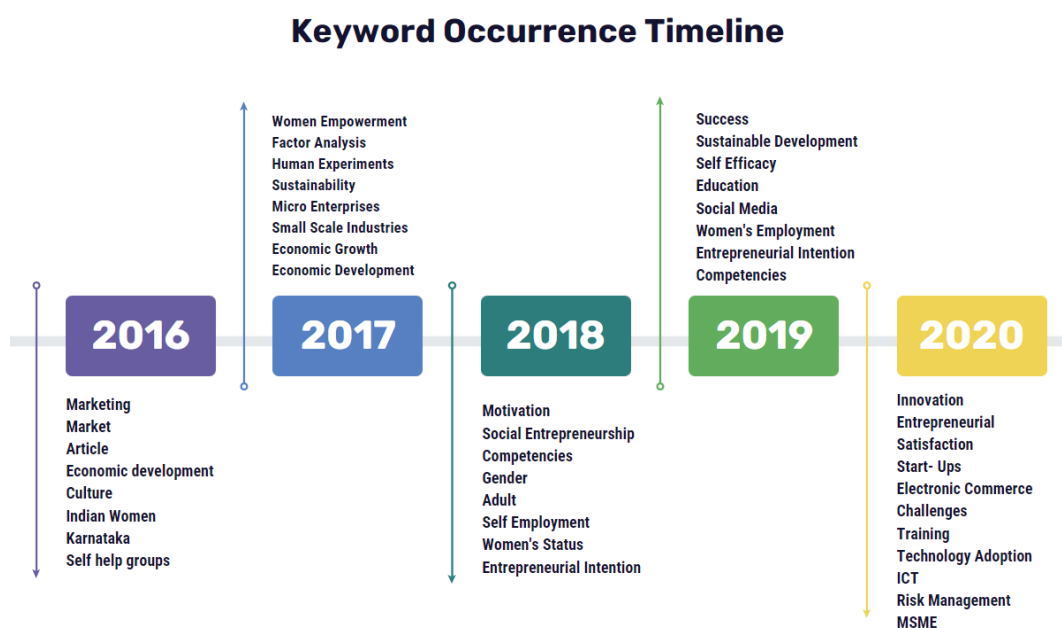 Keyword Occurrence Timeline
2016
Marketing
Market
Article
Economic development
Culture
Indian Women
Karnataka
Self help groups
Women Empowerment
Factor Analysis
Human Experiments
Sustainability
Micro Enterprises
Small Scale Industries
Economic Growth
Economic Development
2017
2018
Motivation
Social Entrepreneurship
Competencies
Gender
Adult
Self Employment
Women's Status
Entrepreneurial Intention
Success
Sustainable Development
Self Efficacy
Education
Social Media
Women's Employment
Entrepreneurial Intention
Competencies
2019
2020
Innovation
Entrepreneurial
Satisfaction
Start- Ups
Electronic Commerce
Challenges
Training
Technology Adoption
ICT
Risk Management
MSME